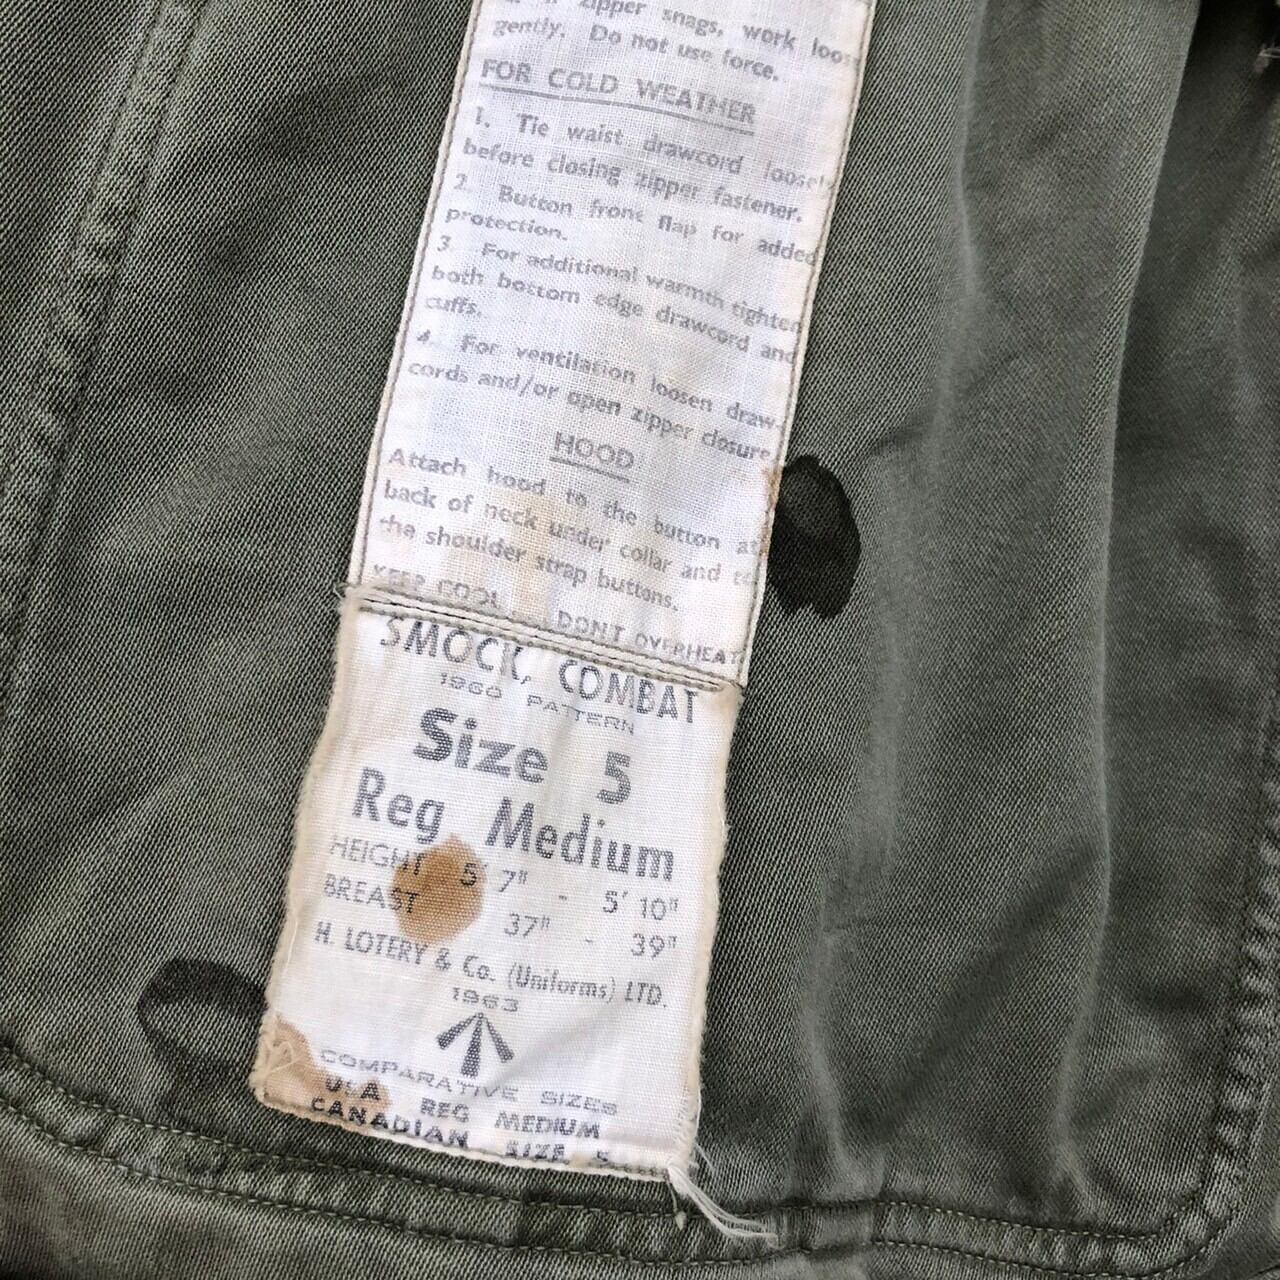 If zipper snags, work loose
gently. Do not use force.
FOR COLD WEATHER
1. Tie waist drawcord loosely
before closing zipper fastener.
2. Button front flap for added
protection.
3. For additional warmth tighten
both bottom edge drawcord and
cuffs.
4. For ventilation loosen draw-
cords and/or open zipper closure.
HOOD
Attach hood to the button at
back of neck under collar and to
the shoulder strap buttons.
KEEP COOL DONT OVERHEAT
SMOCK, COMBAT
1960 PATTERN
Size 5
Reg Medium
HEIGHT 5' 7" - 5' 10"
BREAST 37" - 39"
H. LOTERY & Co. (Uniforms) LTD.
1963
COMPARATIVE SIZES
USA REG MEDIUM
CANADIAN SIZE 5